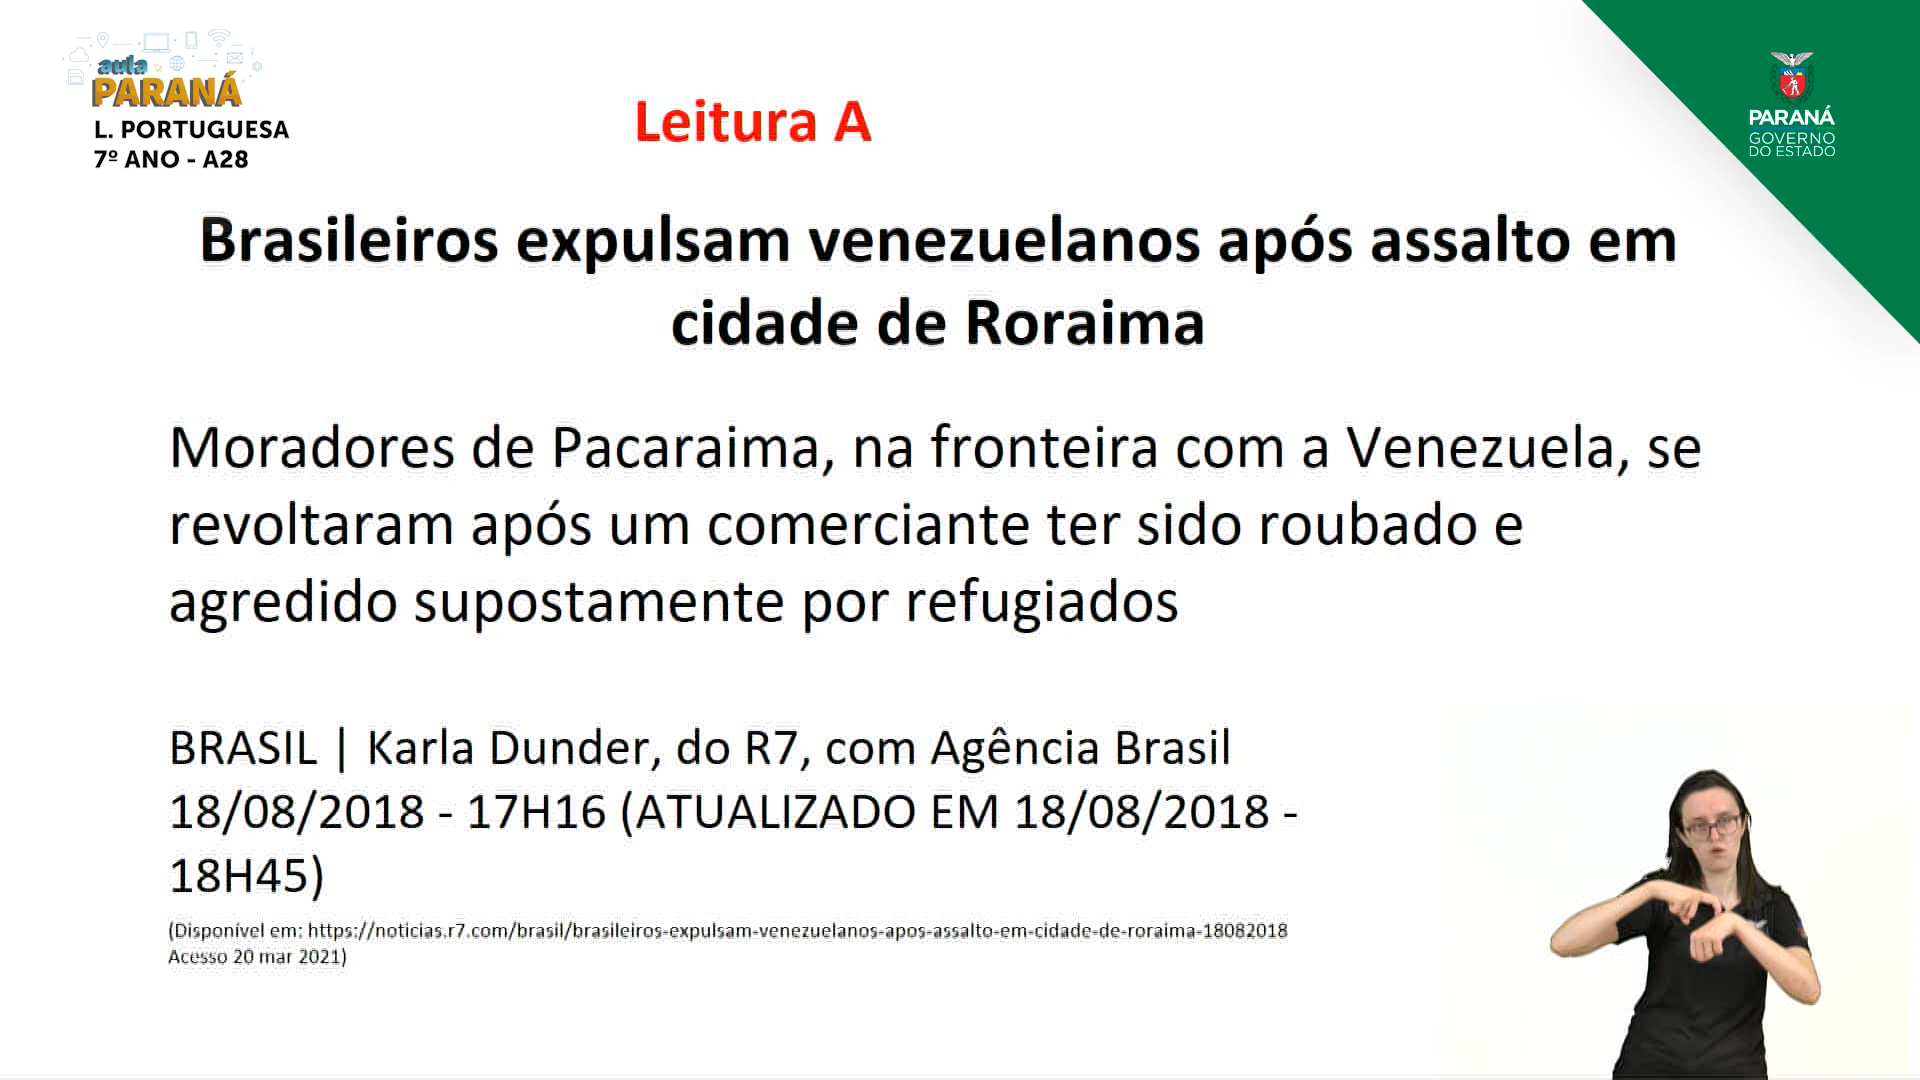 aula
PARANÁ
L. PORTUGUESA
7º ANO - A28
Leitura A
PARANÁ
GOVERNO
DO ESTADO
Brasileiros expulsam venezuelanos após assalto em
cidade de Roraima
Moradores de Pacaraima, na fronteira com a Venezuela, se
revoltaram após um comerciante ter sido roubado e
agredido supostamente por refugiados
BRASIL | Karla Dunder, do R7, com Agência Brasil
18/08/2018 - 17H16 (ATUALIZADO EM 18/08/2018 -
18H45)
(Disponível em: https://noticias.r7.com/brasil/brasileiros-expulsam-venezuelanos-apos-assalto-em-cidade-de-roraima-18082018
Acesso 20 mar 2021)